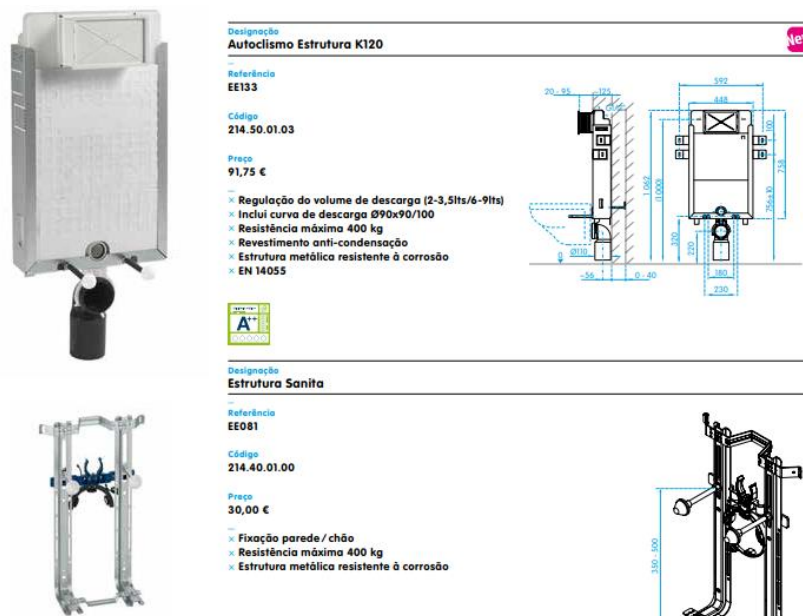 Designação
Autoclismo Estrutura K120
New
Referência
EE133
Código
214.50.01.03
Preço
91,75 €
× Regulação do volume de descarga (2-3,5lts/6-9lts)
× Inclui curva de descarga Ø90x90/100
× Resistência máxima 400 kg
× Revestimento anti-condensação
× Estrutura metálica resistente à corrosão
× EN 14055
A++
20 - 95
125
592
448
100
758
1.062
(1.000)
756±10
320
220
Ø110
~56
0 - 40
180
230
Designação
Estrutura Sanita
Referência
EE081
Código
214.40.01.00
Preço
30,00 €
× Fixação parede / chão
× Resistência máxima 400 kg
× Estrutura metálica resistente à corrosão
350 - 500